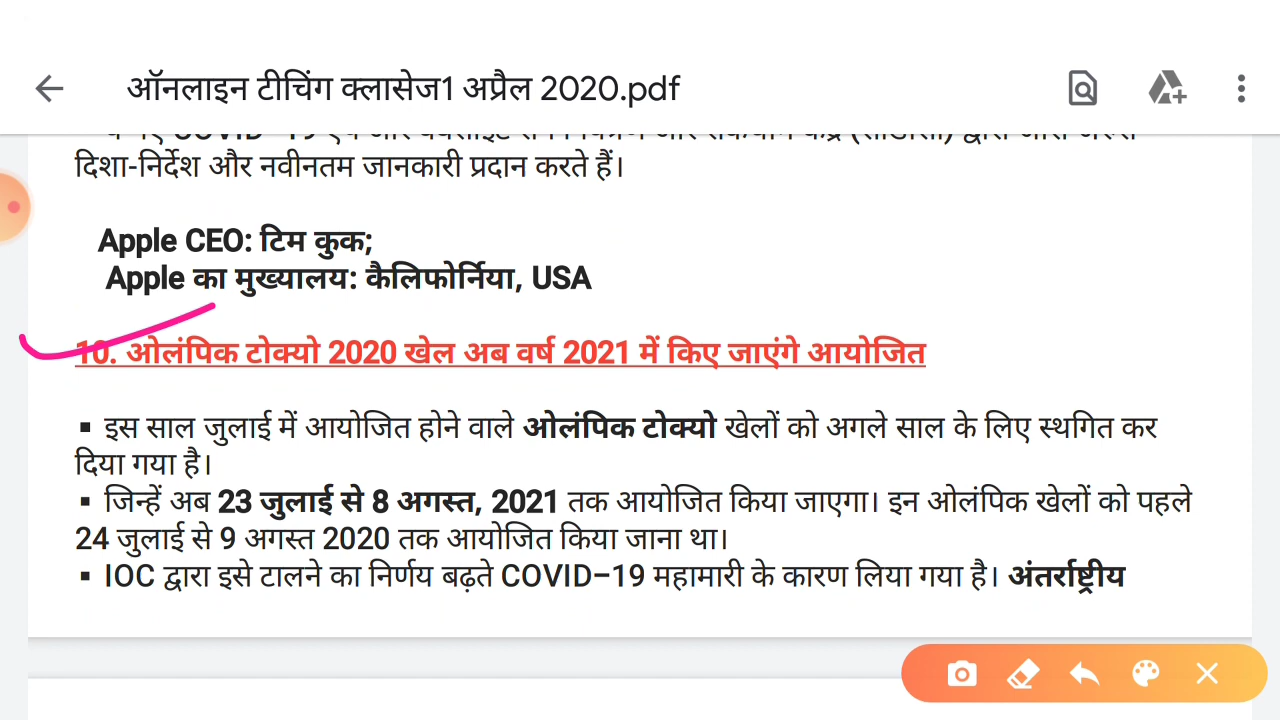 ऑनलाइन टीचिंग क्लासेज1 अप्रैल 2020.pdf
दिशा-निर्देश और नवीनतम जानकारी प्रदान करते हैं।
Apple CEO: टिम कुक;
Apple का मुख्यालय: कैलिफोर्निया, USA
10. ओलंपिक टोक्यो 2020 खेल अब वर्ष 2021 में किए जाएंगे आयोजित
▪ इस साल जुलाई में आयोजित होने वाले ओलंपिक टोक्यो खेलों को अगले साल के लिए स्थगित कर
दिया गया है।
▪ जिन्हें अब 23 जुलाई से 8 अगस्त, 2021 तक आयोजित किया जाएगा। इन ओलंपिक खेलों को पहले
24 जुलाई से 9 अगस्त 2020 तक आयोजित किया जाना था।
▪ IOC द्वारा इसे टालने का निर्णय बढ़ते COVID–19 महामारी के कारण लिया गया है। अंतर्राष्ट्रीय